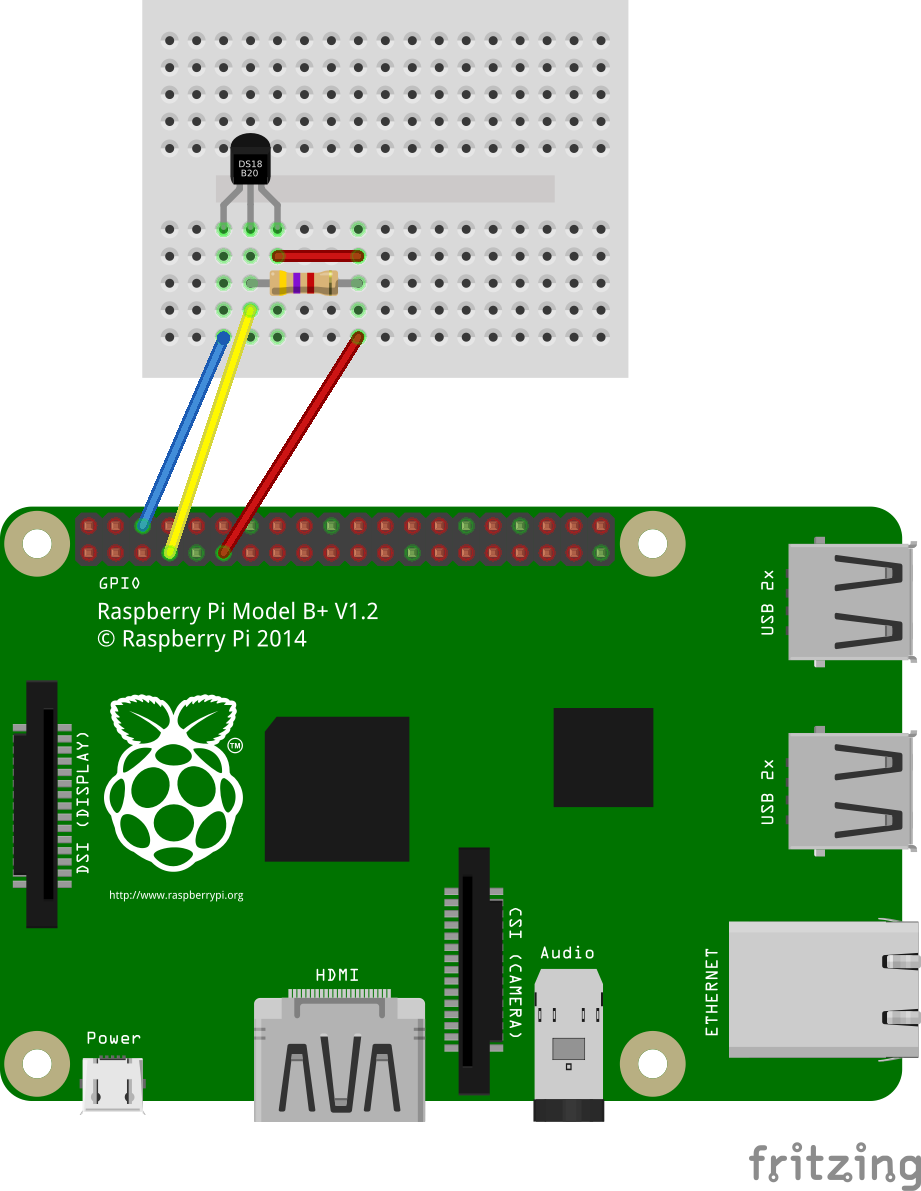 DS18
B20
GPIO
Raspberry Pi Model B+ V1.2
© Raspberry Pi 2014
USB 2x
TM
DSI (DISPLAY)
USB 2x
http://www.raspberrypi.org
CSI (CAMERA)
Audio
ETHERNET
HDMI
Power
fritzing